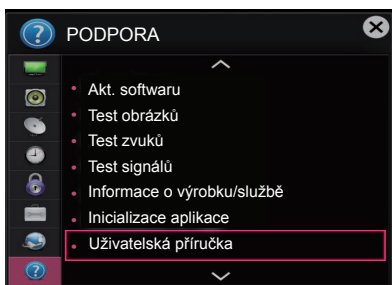 PODPORA
Akt. softwaru
Test obrázků
Test zvuků
Test signálů
Informace o výrobku/službě
Inicializace aplikace
Uživatelská příručka